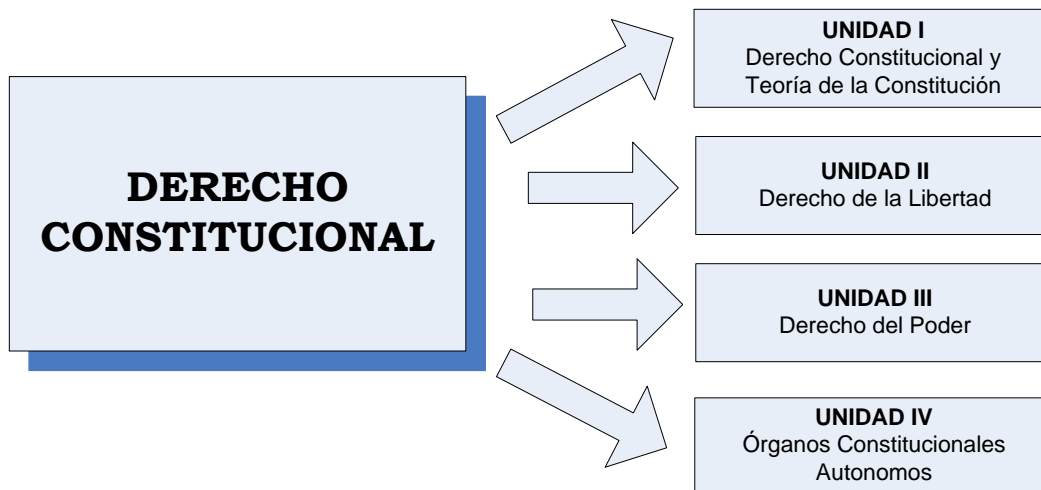 DERECHO
CONSTITUCIONAL
UNIDAD I
Derecho Constitucional y
Teoría de la Constitución
UNIDAD II
Derecho de la Libertad
UNIDAD III
Derecho del Poder
UNIDAD IV
Órganos Constitucionales
Autonomos